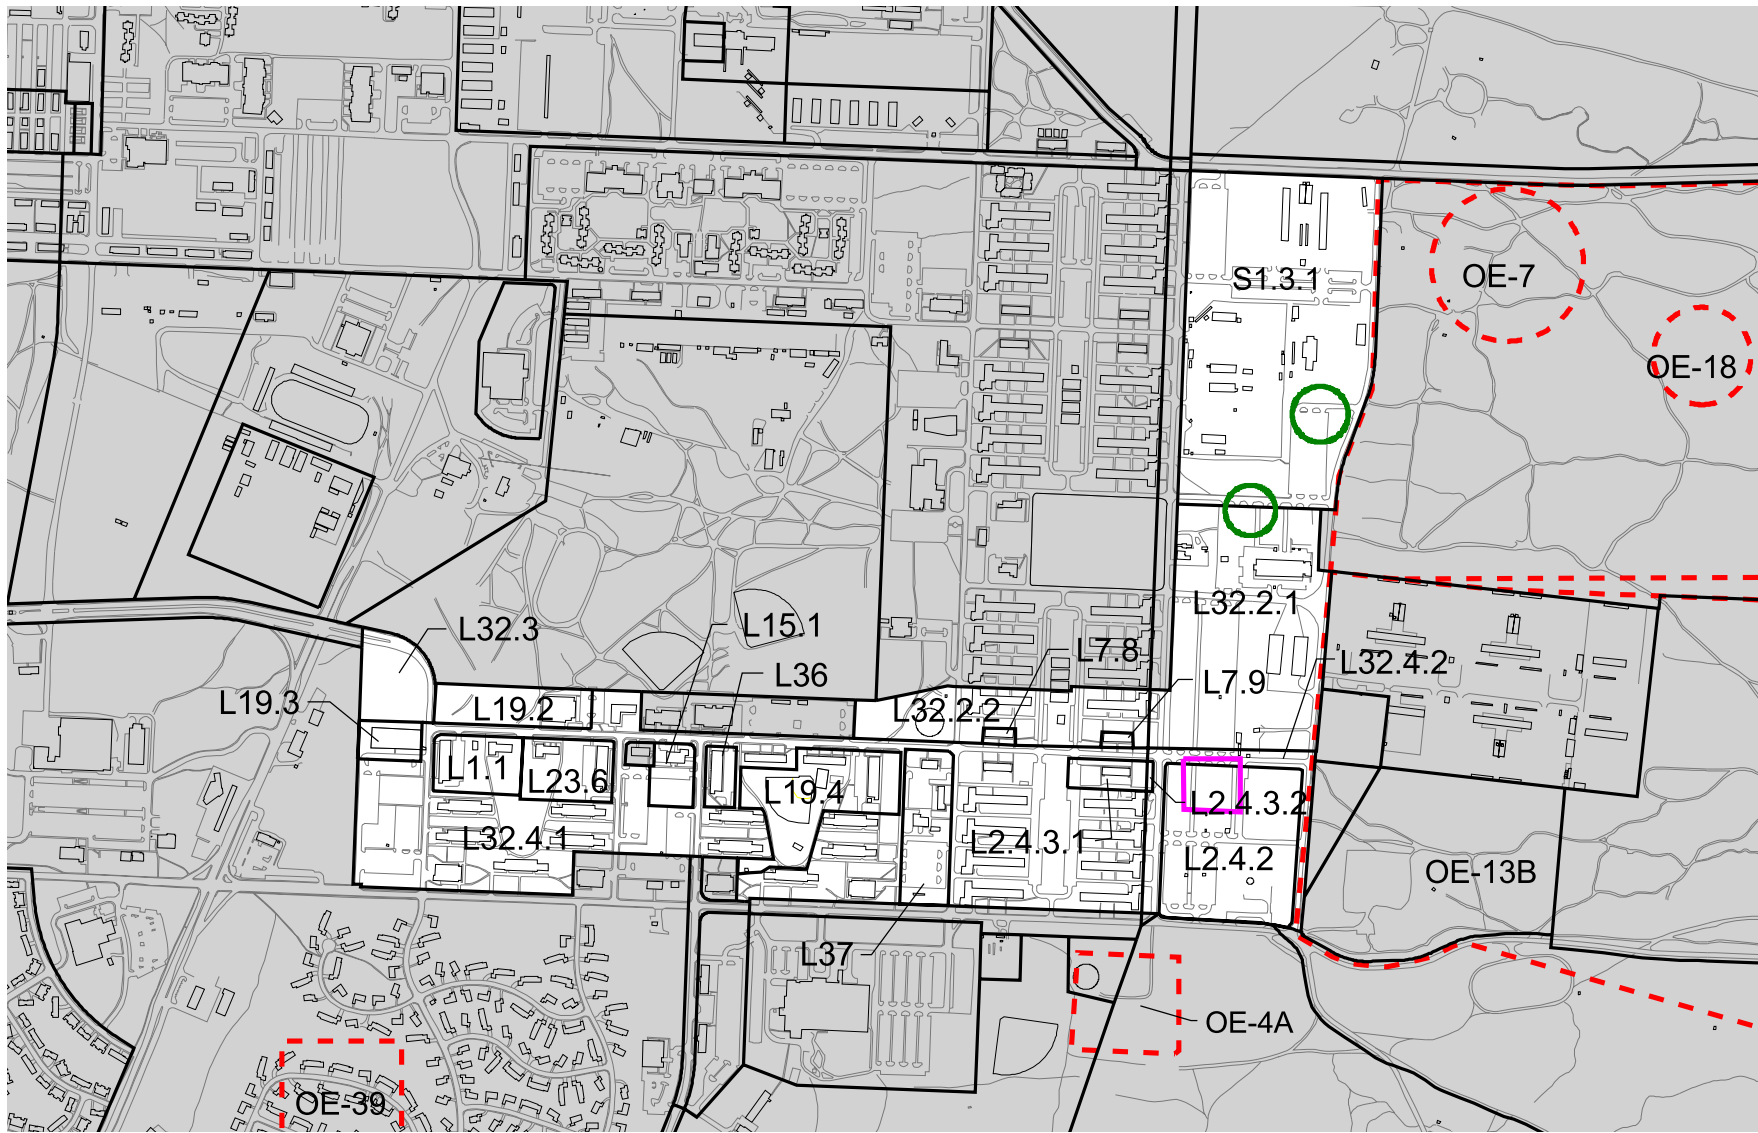 OE-7
S1.3.1
OE-18
L32.2.1
L15.1
L32.3
L7.8
L32.4.2
L36
L7.9
L19.3
L19.2
L32.2.2
L1.1
L23.6
L19.4
L2.4.3.2
L32.4.1
L2.4.3.1
L2.4.2
OE-13B
L37
OE-4A
OE-39